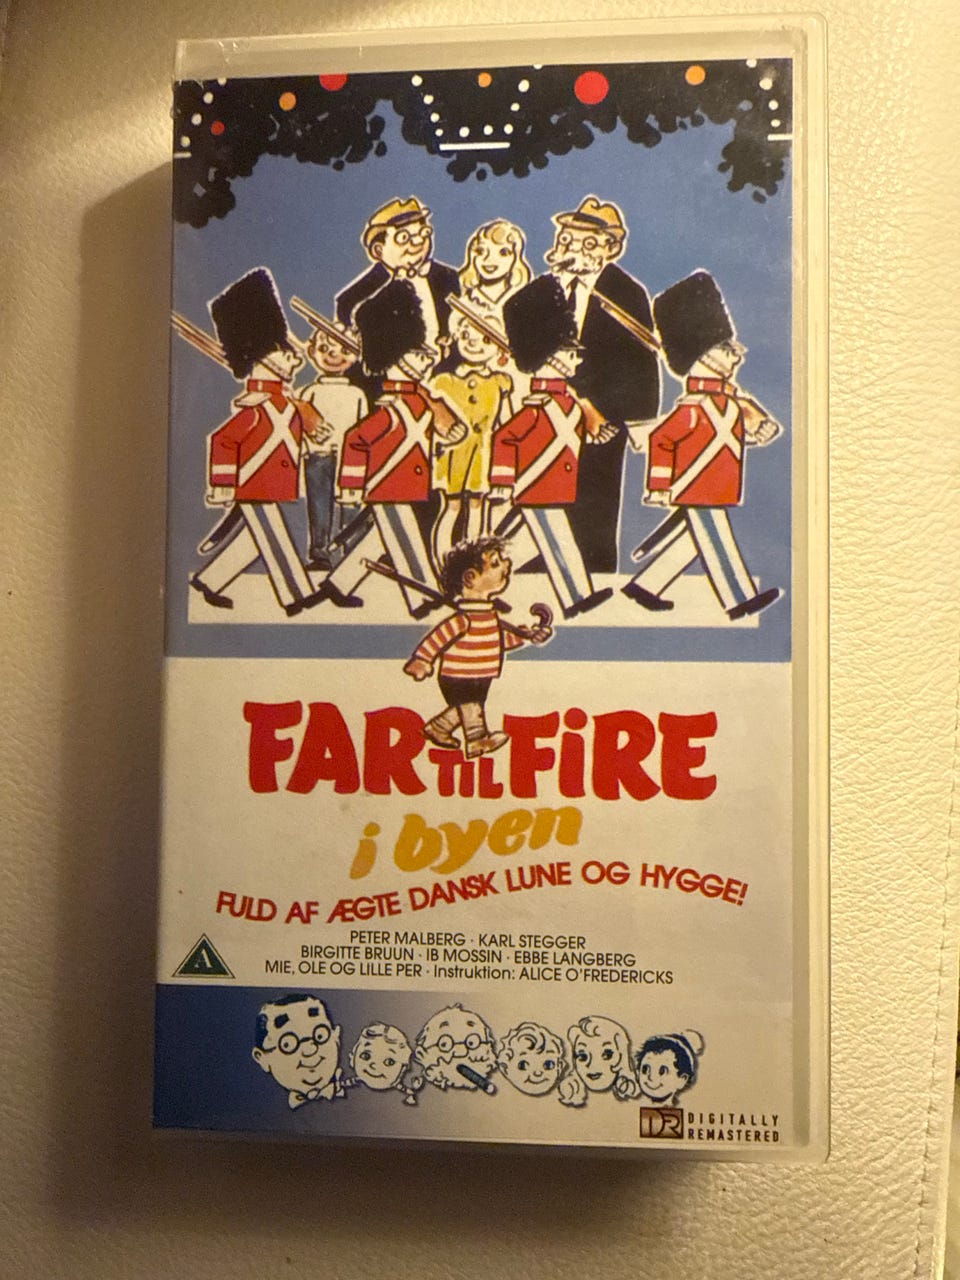 FAR TIL FiRE
i byen
FULD AF ÆGTE DANSK LUNE OG HYGGE!
PETER MALBERG · KARL STEGGER
BIRGITTE BRUUN · IB MOSSIN · EBBE LANGBERG
MIE, OLE OG LILLE PER · Instruktion: ALICE O'FREDERICKS
A
DR DIGITALLY
REMASTERED